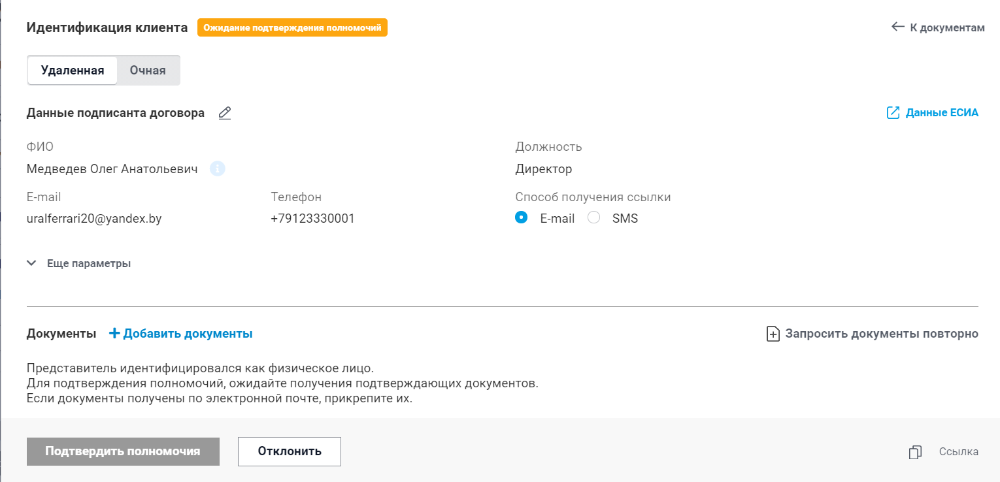 Идентификация клиента Ожидание подтверждения полномочий К документам
Удаленная Очная
Данные подписанта договора Данные ЕСИА
ФИО Должность
Медведев Олег Анатольевич Директор
E-mail Телефон Способ получения ссылки
uralferrari20@yandex.by +79123330001 E-mail SMS
Еще параметры
Документы + Добавить документы Запросить документы повторно
Представитель идентифицировался как физическое лицо.
Для подтверждения полномочий, ожидайте получения подтверждающих документов.
Если документы получены по электронной почте, прикрепите их.
Подтвердить полномочия Отклонить Ссылка